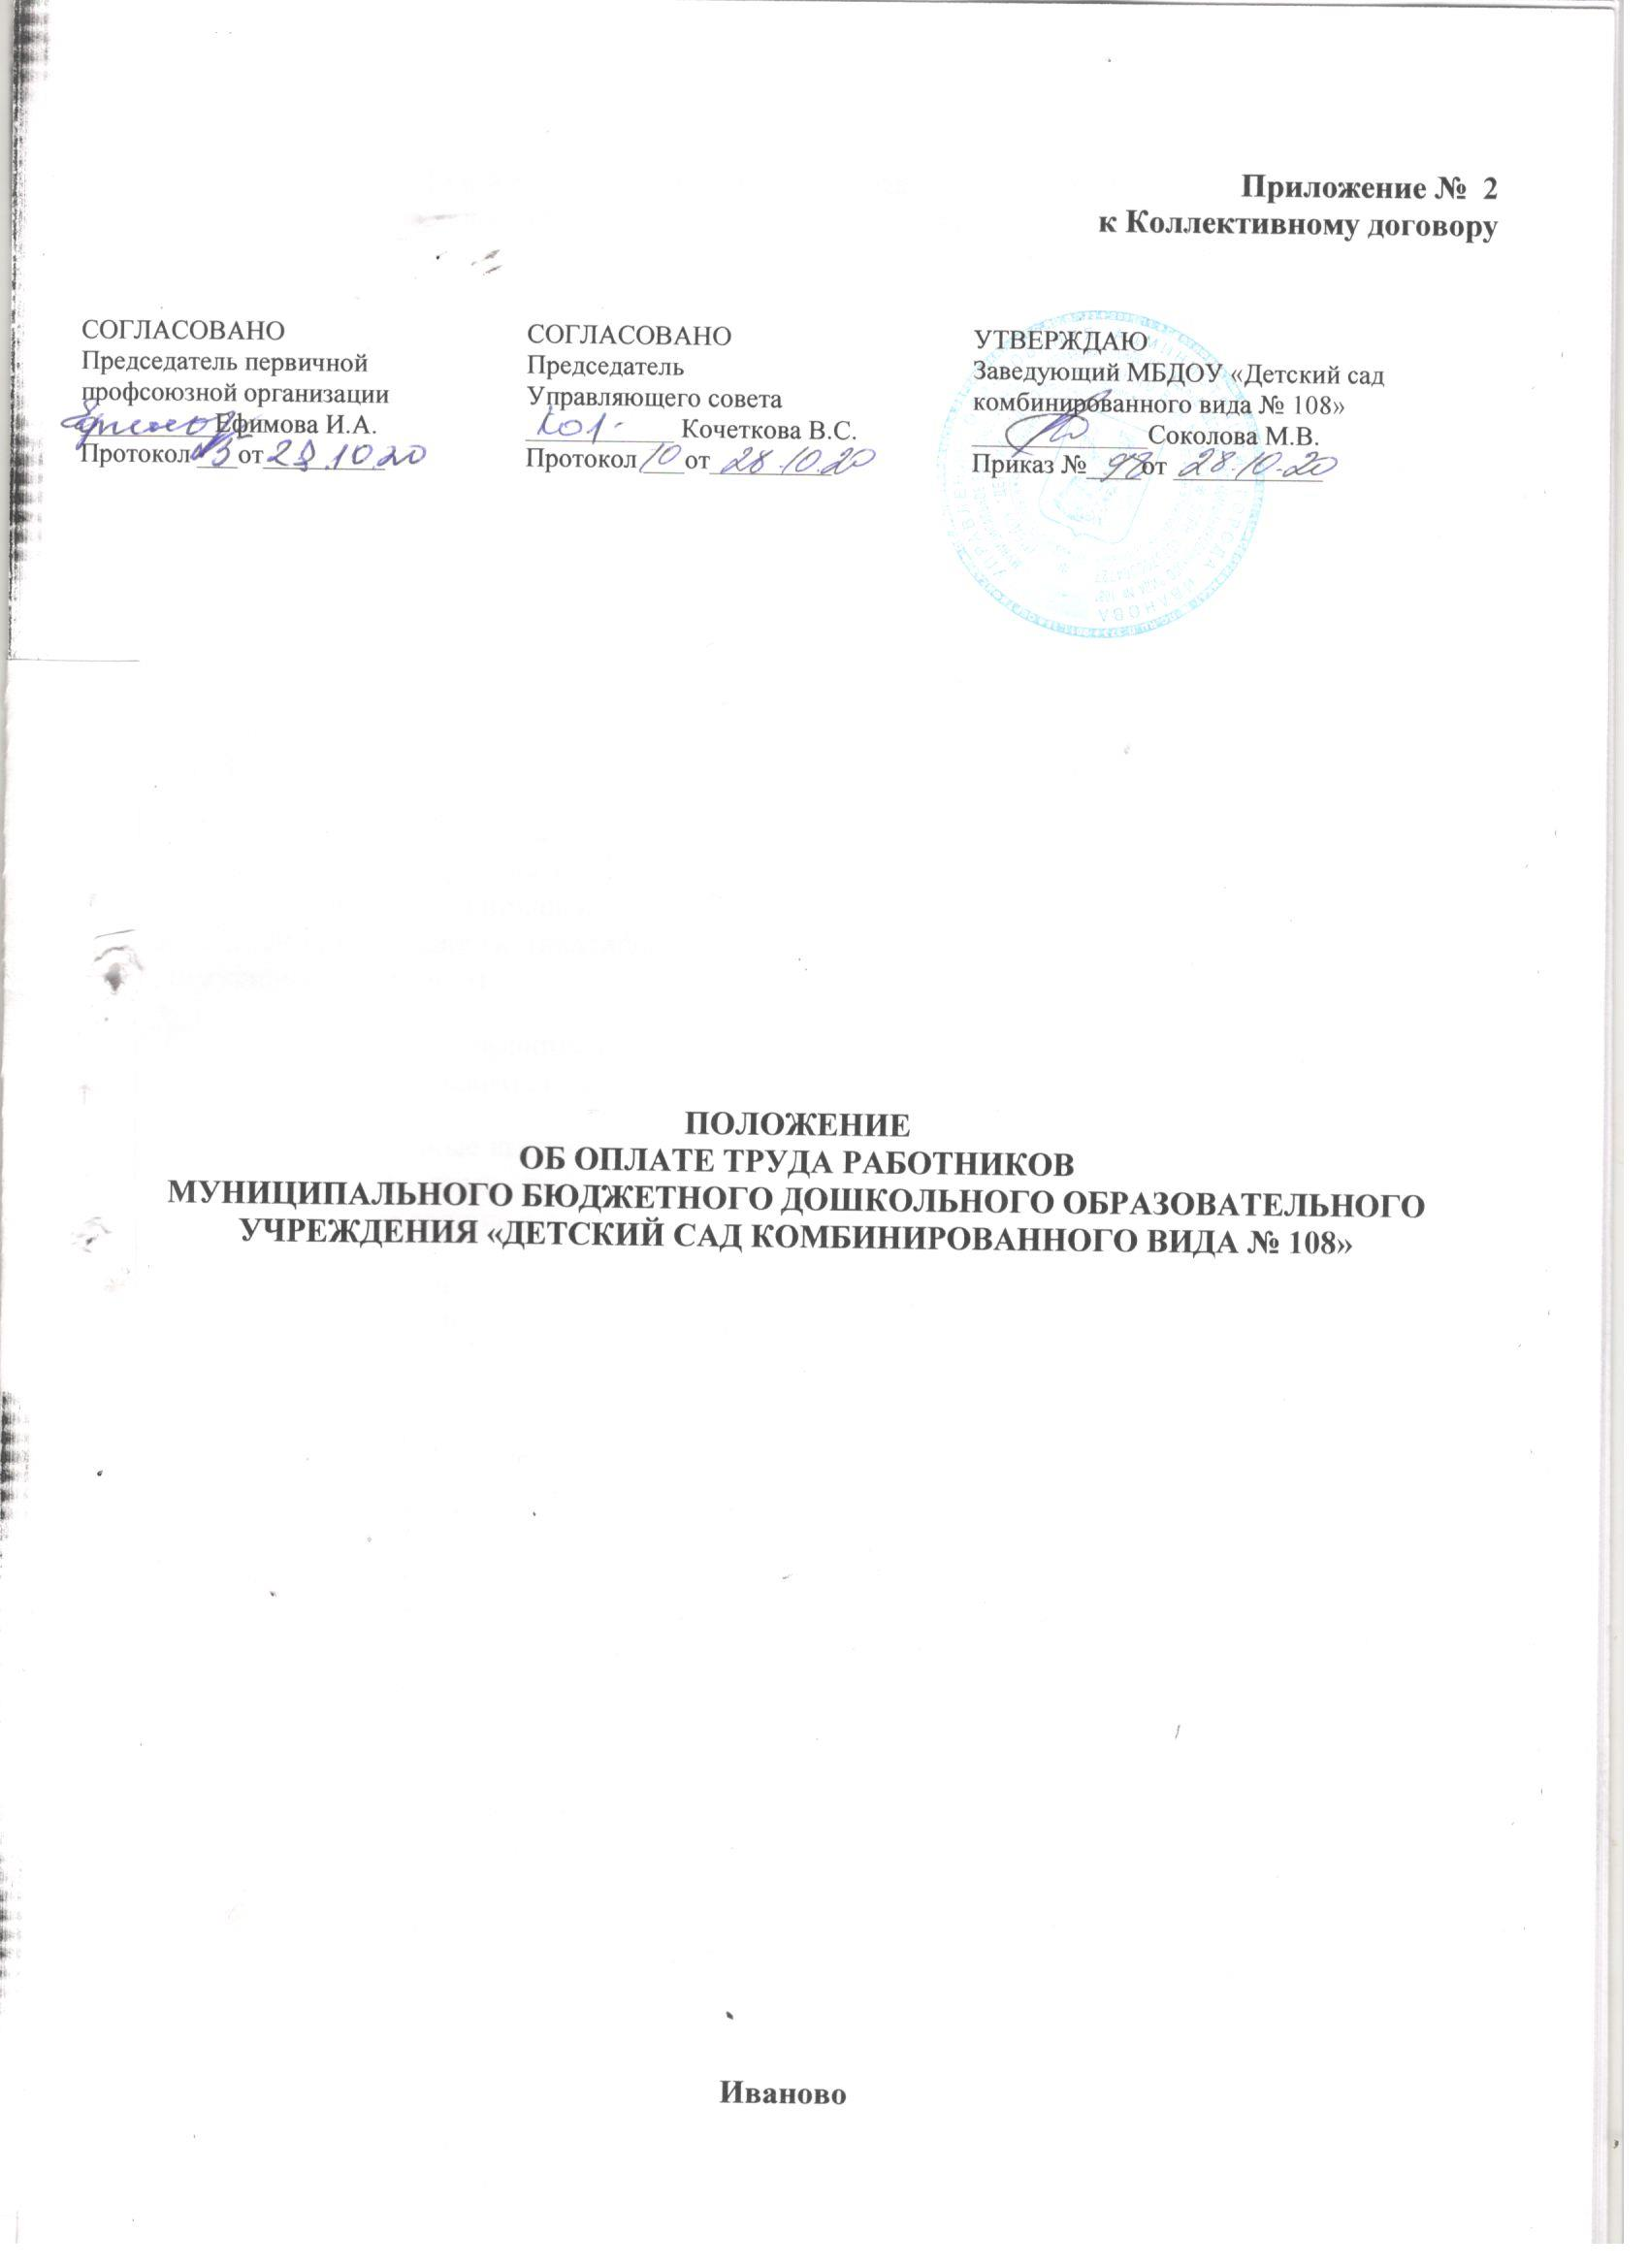 Приложение № 2
к Коллективному договору
СОГЛАСОВАНО
Председатель первичной
профсоюзной организации
Ефимова И.А.
Протокол 3 от 28.10.20
СОГЛАСОВАНО
Председатель
Управляющего совета
Кочеткова В.С.
Протокол 10 от 28.10.20
УТВЕРЖДАЮ
Заведующий МБДОУ «Детский сад
комбинированного вида № 108»
Соколова М.В.
Приказ № 98 от 28.10.20
ПОЛОЖЕНИЕ
ОБ ОПЛАТЕ ТРУДА РАБОТНИКОВ
МУНИЦИПАЛЬНОГО БЮДЖЕТНОГО ДОШКОЛЬНОГО ОБРАЗОВАТЕЛЬНОГО
УЧРЕЖДЕНИЯ «ДЕТСКИЙ САД КОМБИНИРОВАННОГО ВИДА № 108»
Иваново